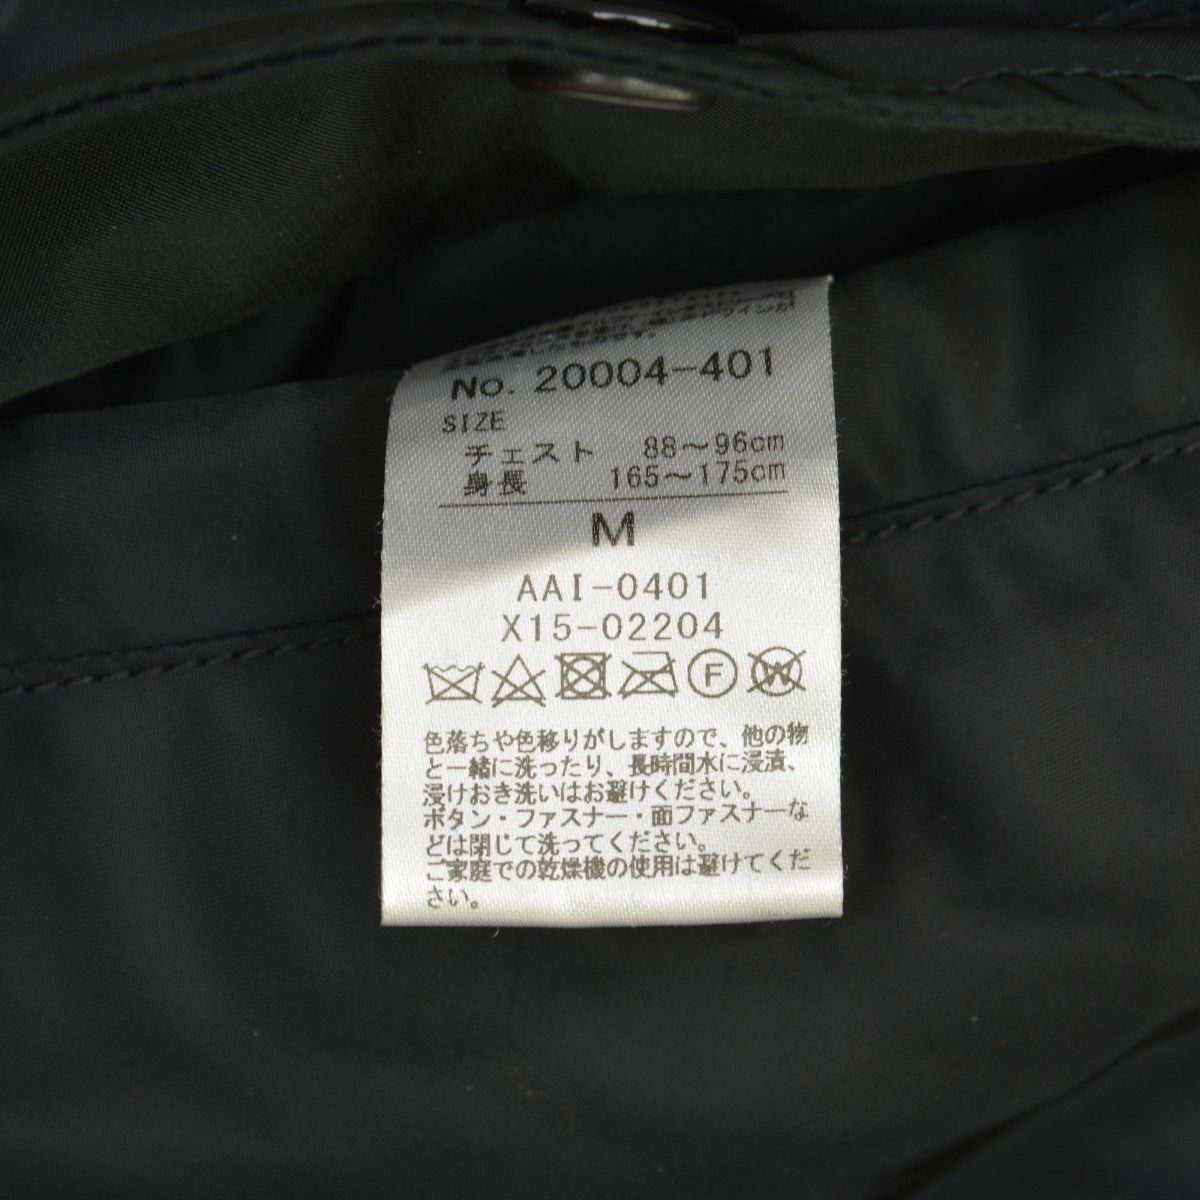 No. 20004-401
SIZE
チェスト 88～96cm
身長 165～175cm
M
AAI-0401
X15-02204
F W
色落ちや色移りがしますので、他の物
と一緒に洗ったり、長時間水に浸漬、
浸けおき洗いはお避けください。
ボタン・ファスナー・面ファスナーな
どは閉じて洗ってください。
ご家庭での乾燥機の使用は避けてくだ
さい。